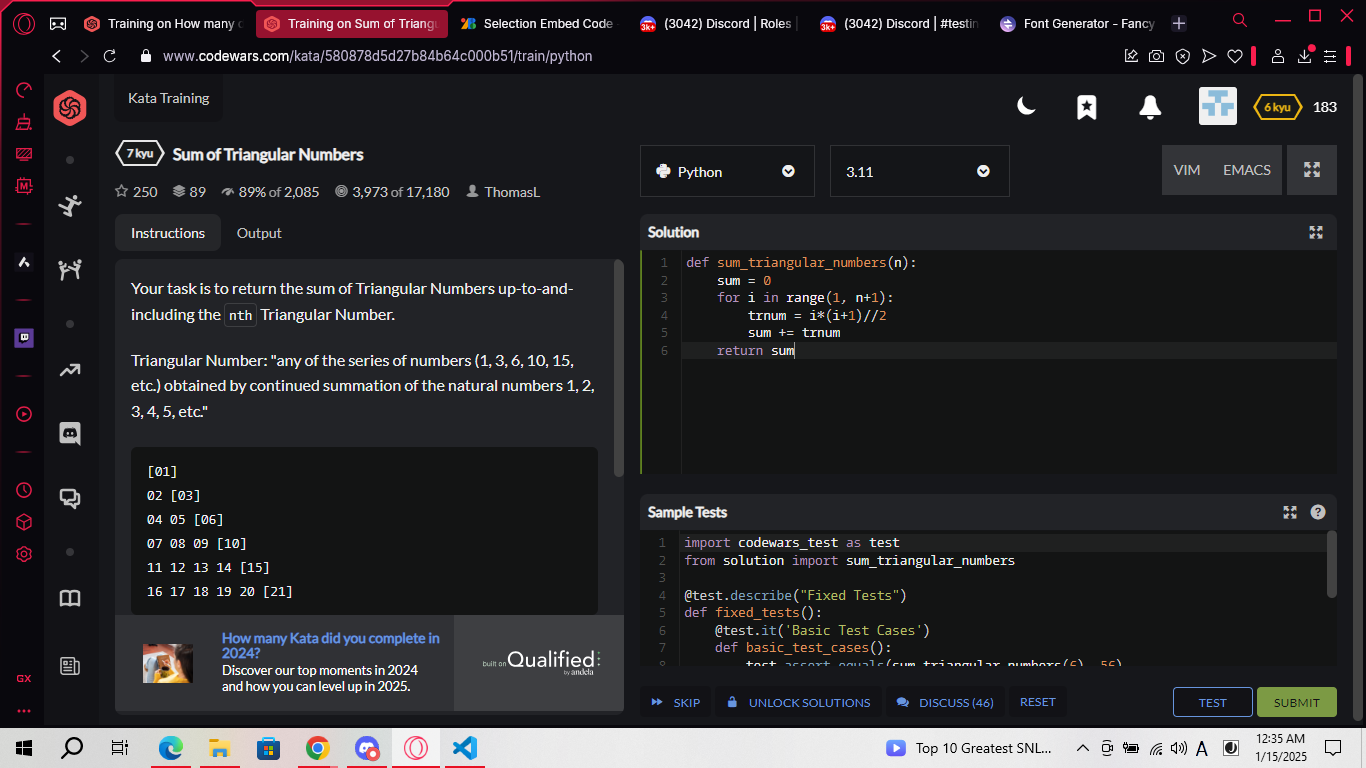 Training on How many c
Training on Sum of Triangu
Selection Embed Code
(3042) Discord | Roles |
(3042) Discord | #testin
Font Generator - Fancy
www.codewars.com/kata/580878d5d27b84b64c000b51/train/python
Kata Training
6 kyu
183
7 kyu
Sum of Triangular Numbers
250
89
89% of 2,085
3,973 of 17,180
ThomasL
Python
3.11
VIM
EMACS
Instructions
Output
Your task is to return the sum of Triangular Numbers up-to-and-
including the nth Triangular Number.
Triangular Number: "any of the series of numbers (1, 3, 6, 10, 15,
etc.) obtained by continued summation of the natural numbers 1, 2,
3, 4, 5, etc."
[01]
02 [03]
04 05 [06]
07 08 09 [10]
11 12 13 14 [15]
16 17 18 19 20 [21]
How many Kata did you complete in
2024?
Discover our top moments in 2024
and how you can level up in 2025.
built on Qualified
by andela
Solution
1 def sum_triangular_numbers(n):
2 sum = 0
3 for i in range(1, n+1):
4 trnum = i*(i+1)//2
5 sum += trnum
6 return sum
Sample Tests
1 import codewars_test as test
2 from solution import sum_triangular_numbers
3
4 @test.describe("Fixed Tests")
5 def fixed_tests():
6 @test.it('Basic Test Cases')
7 def basic_test_cases():
8 test.assert_equals(sum_triangular_numbers(6), 56)
SKIP
UNLOCK SOLUTIONS
DISCUSS (46)
RESET
TEST
SUBMIT
GX
Top 10 Greatest SNL...
A
12:35 AM
1/15/2025